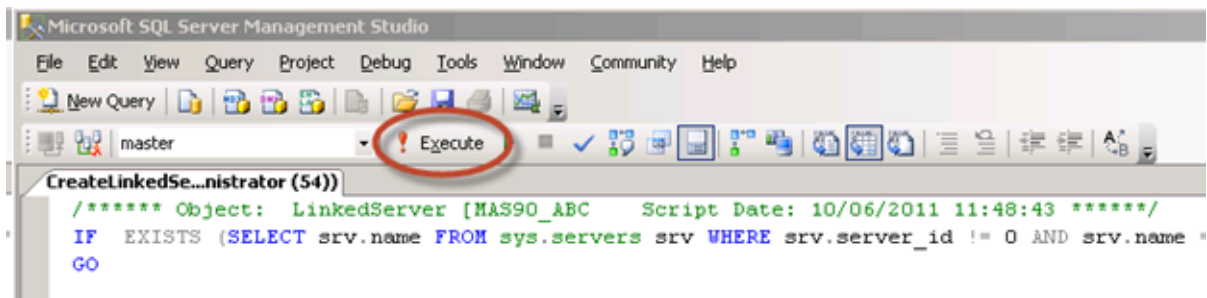 Microsoft SQL Server Management Studio
File Edit View Query Project Debug Tools Window Community Help
New Query
master Execute
CreateLinkedSe...nistrator (54))
/****** Object: LinkedServer [MAS90_ABC Script Date: 10/06/2011 11:48:43 ******/
IF EXISTS (SELECT srv.name FROM sys.servers srv WHERE srv.server_id != 0 AND srv.name =
GO